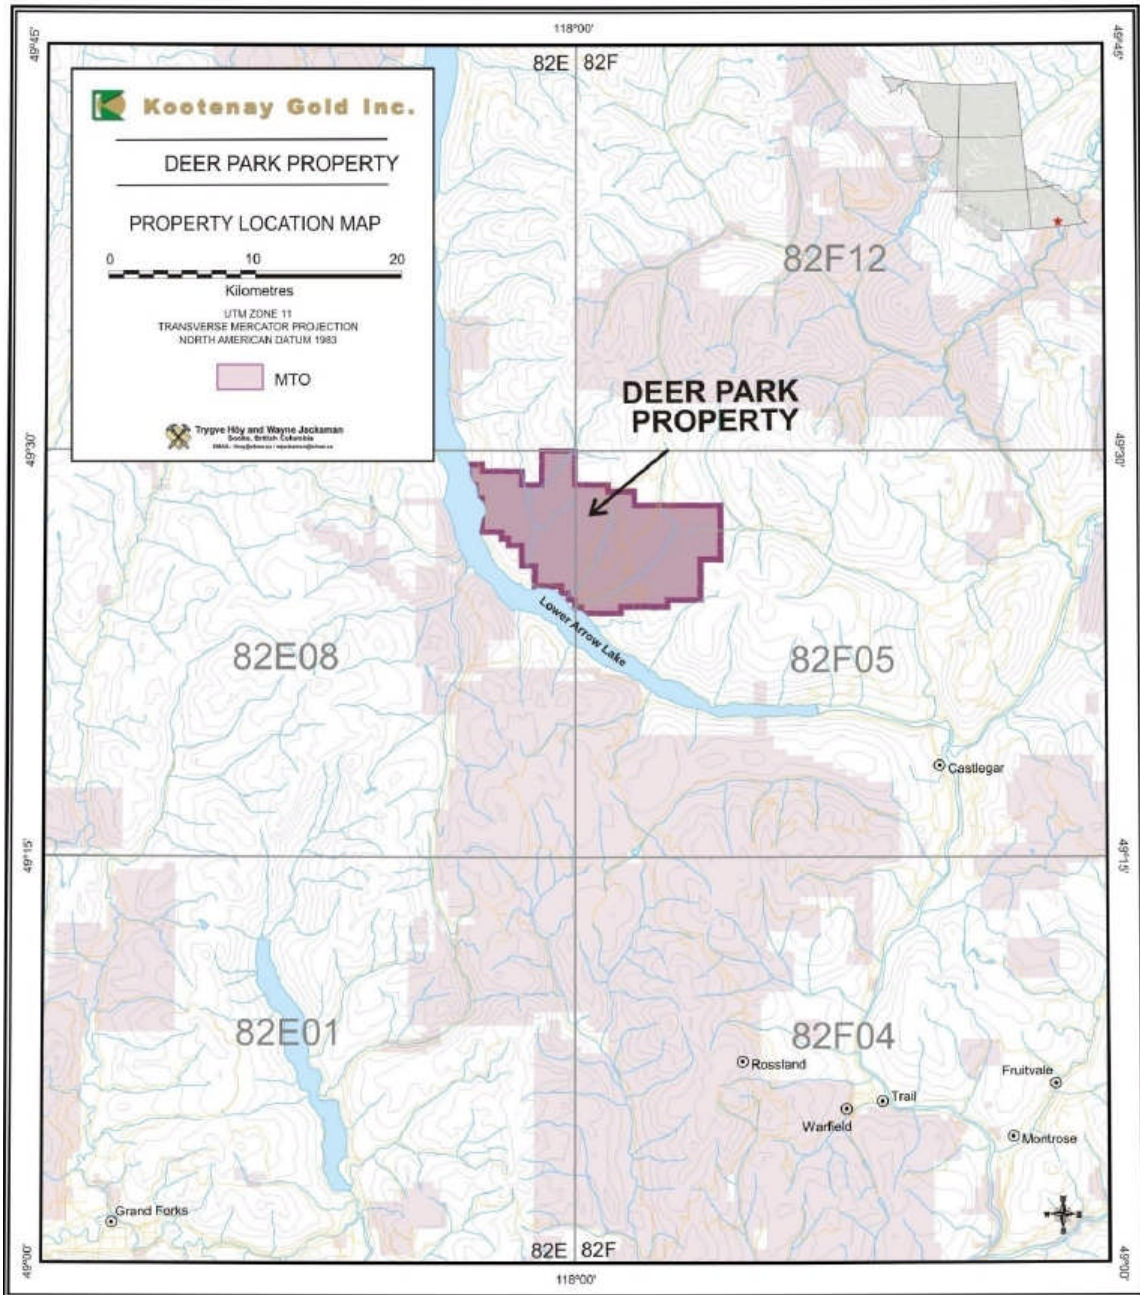 118°00'
49°45'
49°45'
82E 82F
Kootenay Gold Inc.
DEER PARK PROPERTY
PROPERTY LOCATION MAP
0 10 20
Kilometres
UTM ZONE 11
TRANSVERSE MERCATOR PROJECTION
NORTH AMERICAN DATUM 1983
MTO
Trygve Höy and Wayne Jackaman
Sooke, British Columbia
82F12
DEER PARK
PROPERTY
49°30'
49°30'
Lower Arrow Lake
82E08
82F05
Castlegar
49°15'
49°15'
82E01
82F04
Rossland
Fruitvale
Trail
Warfield
Montrose
Grand Forks
82E 82F
49°00'
49°00'
118°00'